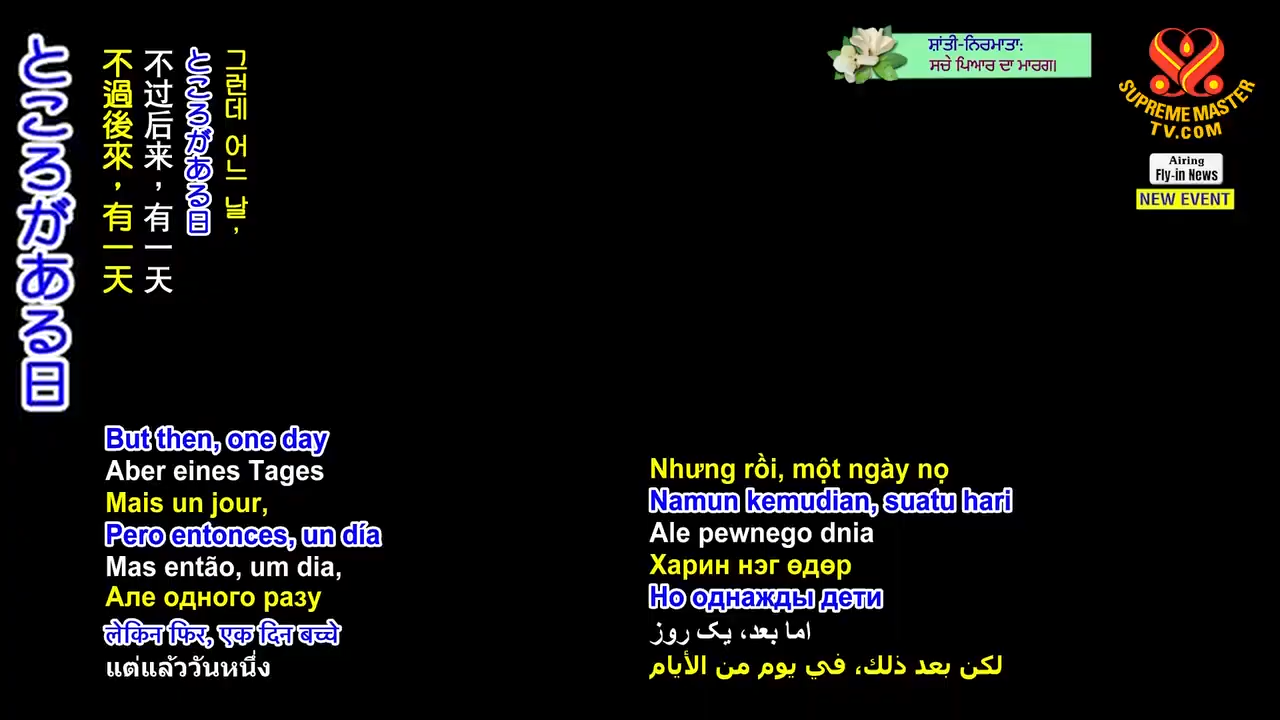 ところがある日
不過後來，有一天
不过后来，有一天
ところがある日
그런데 어느 날,
ਸ਼ਾਂਤੀ-ਨਿਰਮਾਤਾ:
ਸਚੇ ਪਿਆਰ ਦਾ ਮਾਰਗ।
SUPREME MASTER
TV.COM
Airing
Fly-in News
NEW EVENT
But then, one day
Aber eines Tages
Mais un jour,
Pero entonces, un día
Mas então, um dia,
Але одного разу
लेकिन फिर, एक दिन बच्चे
แต่แล้ววันหนึ่ง
Nhưng rồi, một ngày nọ
Namun kemudian, suatu hari
Ale pewnego dnia
Харин нэг өдөр
Но однажды дети
اما بعد، یک روز
لكن بعد ذلك، في يوم من الأيام